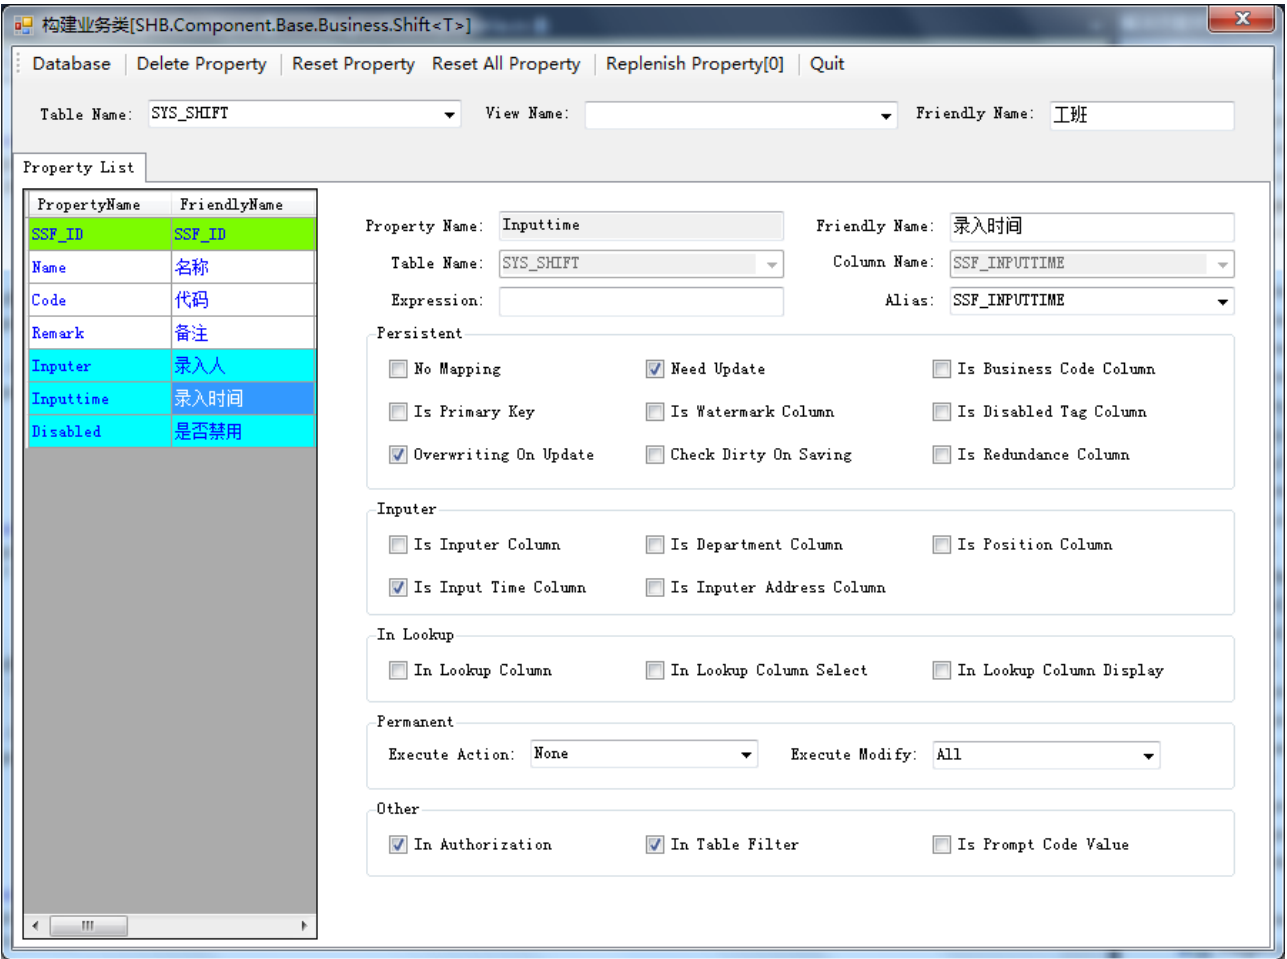 构建业务类[SHB.Component.Base.Business.Shift<T>]
Database Delete Property Reset Property Reset All Property Replenish Property[0] Quit
Table Name: SYS_SHIFT View Name: Friendly Name: 工班
Property List
PropertyName FriendlyName
SSF_ID SSF_ID
Name 名称
Code 代码
Remark 备注
Inputer 录入人
Inputtime 录入时间
Disabled 是否禁用
Property Name: Inputtime Friendly Name: 录入时间
Table Name: SYS_SHIFT Column Name: SSF_INPUTTIME
Expression: Alias: SSF_INPUTTIME
Persistent
No Mapping Need Update Is Business Code Column
Is Primary Key Is Watermark Column Is Disabled Tag Column
Overwriting On Update Check Dirty On Saving Is Redundance Column
Inputer
Is Inputer Column Is Department Column Is Position Column
Is Input Time Column Is Inputer Address Column
In Lookup
In Lookup Column In Lookup Column Select In Lookup Column Display
Permanent
Execute Action: None Execute Modify: All
Other
In Authorization In Table Filter Is Prompt Code Value